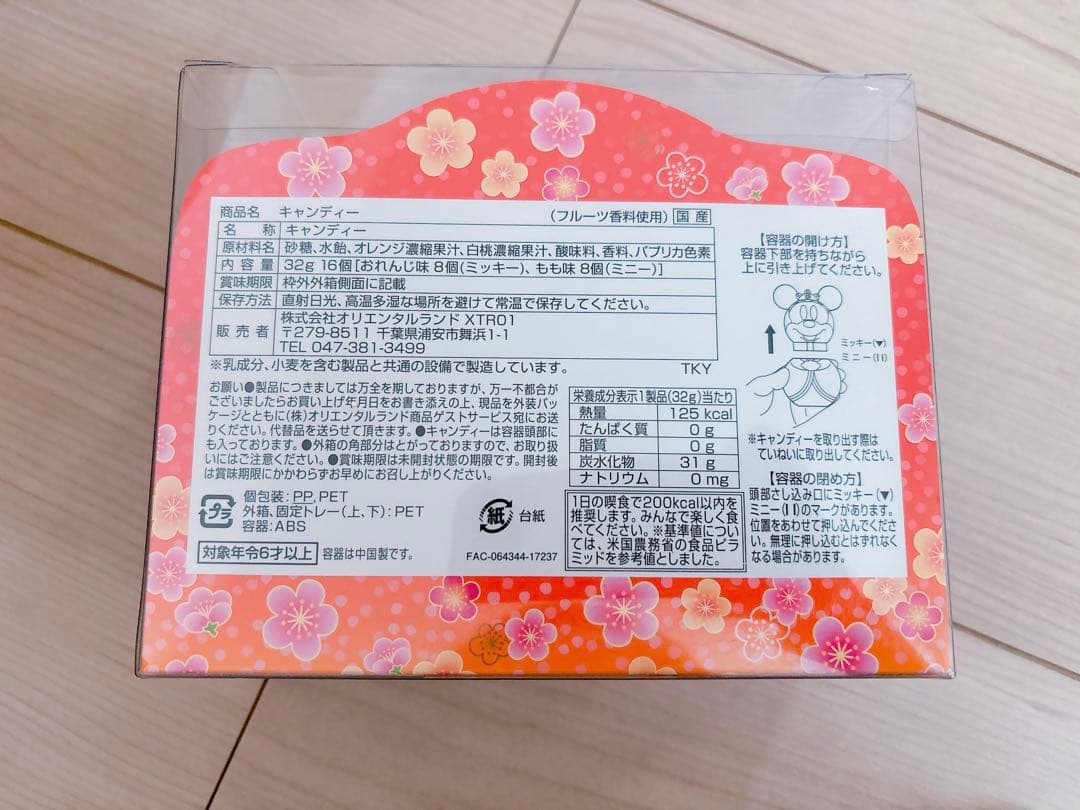 商品名 キャンディー (フルーツ香料使用) 国産
名称 キャンディー
原材料名 砂糖、水飴、オレンジ濃縮果汁、白桃濃縮果汁、酸味料、香料、パプリカ色素
内容量 32g 16個[おれんじ味 8個(ミッキー)、もも味 8個(ミニー)]
賞味期限 枠外外箱側面に記載
保存方法 直射日光、高温多湿な場所を避けて常温で保存してください。
販売者 株式会社オリエンタルランド XTR01
〒279-8511 千葉県浦安市舞浜1-1
TEL 047-381-3499
※乳成分、小麦を含む製品と共通の設備で製造しています。 TKY
お願い●製品につきましては万全を期しておりますが、万一不都合が
ございましたらお買い上げ年月日をお書き添えの上、現品を外装パッ
ケージとともに(株)オリエンタルランド商品ゲストサービス宛にお送
りください。代替品を送らせて頂きます。●キャンディーは容器頭部に
も入っております。●外箱の角部分はとがっておりますので、お取り扱
いにはご注意ください。●賞味期限は未開封状態の期限です。開封後
は賞味期限にかかわらずお早めにお召し上がりください。
プラ
個包装: PP,PET
外箱、固定トレー(上、下): PET
容器: ABS
紙 台紙
対象年令6才以上 容器は中国製です。
FAC-064344-17237
栄養成分表示1製品(32g)当たり
熱量 125 kcal
たんぱく質 0 g
脂質 0 g
炭水化物 31 g
ナトリウム 0 mg
1日の間食で200kcal以内を
推奨します。みんなで楽しく食
べてください。※基準値につい
ては、米国農務省の食品ピラ
ミッドを参考値としました。
【容器の開け方】
容器下部を持ちながら
上に引き上げてください。
ミッキー(▼)
ミニー(❙❙)
※キャンディーを取り出す際は
ていねいに取り出してください。
【容器の閉め方】
頭部さし込み口にミッキー(▼)
ミニー(❙❙)のマークがあります。
位置をあわせて押し込んでくださ
い。無理に押し込むとはずれなく
なる場合があります。